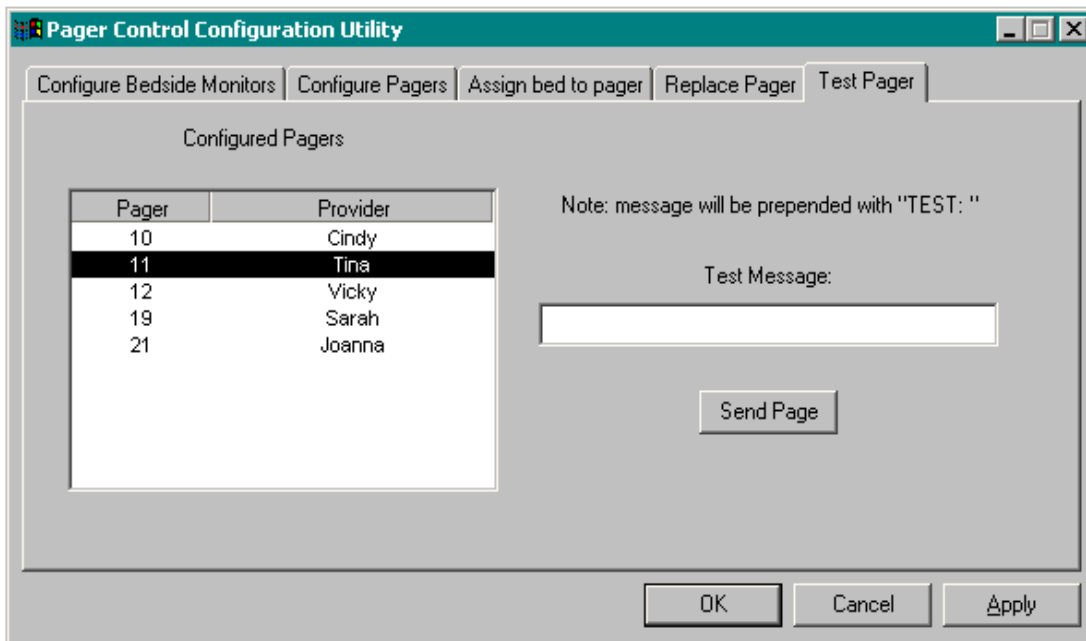 Pager Control Configuration Utility
Configure Bedside Monitors Configure Pagers Assign bed to pager Replace Pager Test Pager
Configured Pagers
Pager Provider
10 Cindy
11 Tina
12 Vicky
19 Sarah
21 Joanna
Note: message will be prepended with "TEST: "
Test Message:
Send Page
OK Cancel Apply